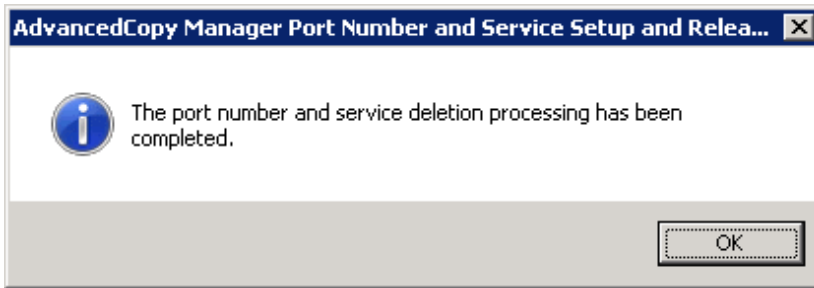 AdvancedCopy Manager Port Number and Service Setup and Relea...
The port number and service deletion processing has been
completed.
OK